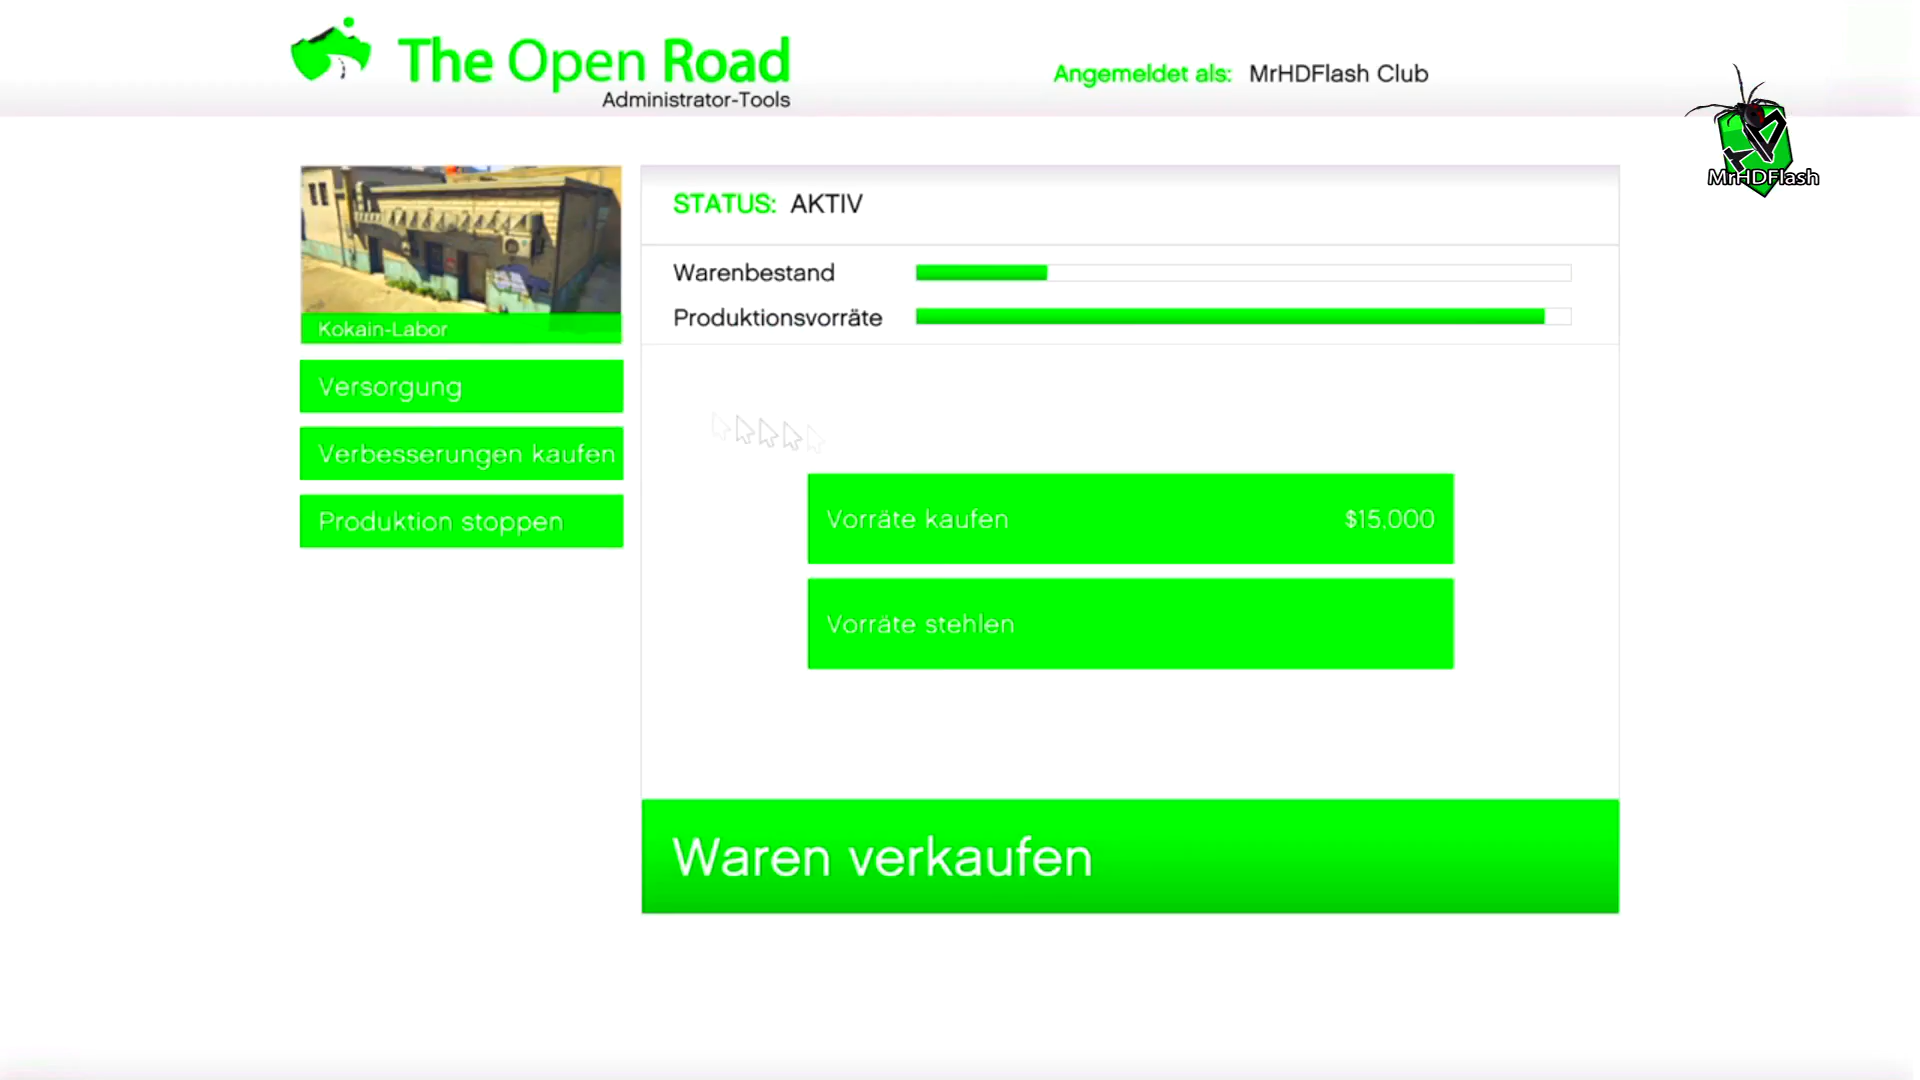 The Open Road
Administrator-Tools
Angemeldet als: MrHDFlash Club
MrHDFlash
Kokain-Labor
Versorgung
Verbesserungen kaufen
Produktion stoppen
STATUS: AKTIV
Warenbestand
Produktionsvorräte
Vorräte kaufen $15,000
Vorräte stehlen
Waren verkaufen